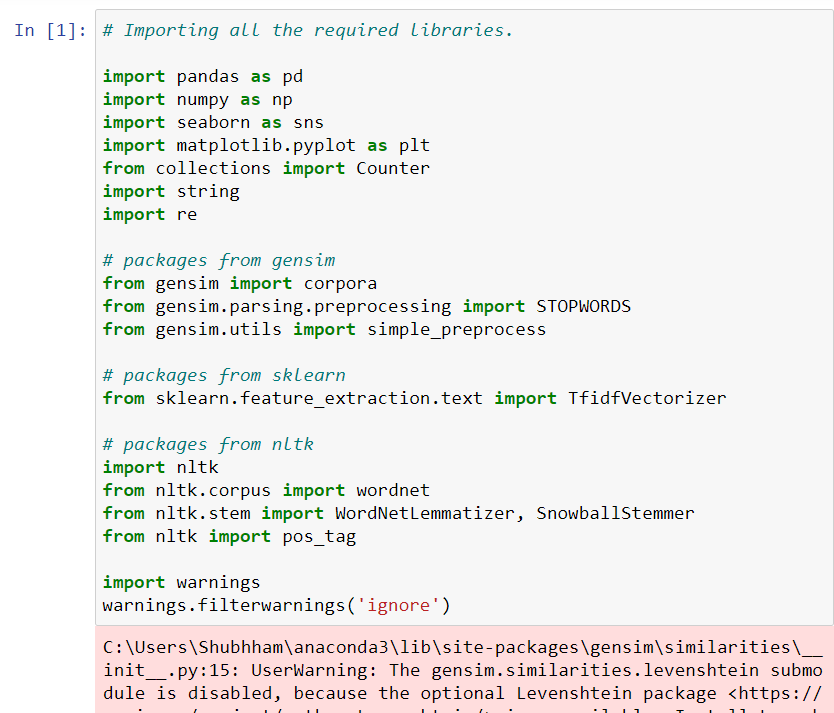 In [1]: # Importing all the required libraries.
import pandas as pd
import numpy as np
import seaborn as sns
import matplotlib.pyplot as plt
from collections import Counter
import string
import re
# packages from gensim
from gensim import corpora
from gensim.parsing.preprocessing import STOPWORDS
from gensim.utils import simple_preprocess
# packages from sklearn
from sklearn.feature_extraction.text import TfidfVectorizer
# packages from nltk
import nltk
from nltk.corpus import wordnet
from nltk.stem import WordNetLemmatizer, SnowballStemmer
from nltk import pos_tag
import warnings
warnings.filterwarnings('ignore')
C:\Users\Shubhham\anaconda3\lib\site-packages\gensim\similarities\__
init__.py:15: UserWarning: The gensim.similarities.levenshtein submo
dule is disabled, because the optional Levenshtein package <https://